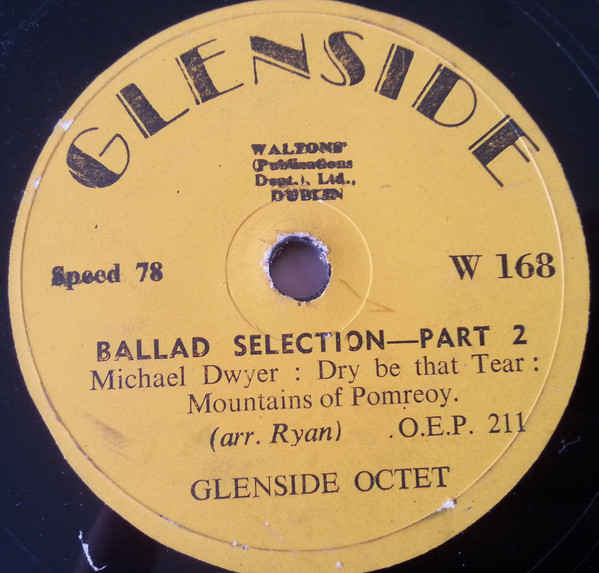 GLENSIDE
WALTONS'
(Publications
Dept.), Ltd.,
DUBLIN
Speed 78
W 168
BALLAD SELECTION—PART 2
Michael Dwyer : Dry be that Tear :
Mountains of Pomreoy.
(arr. Ryan) .O.E.P. 211
GLENSIDE OCTET